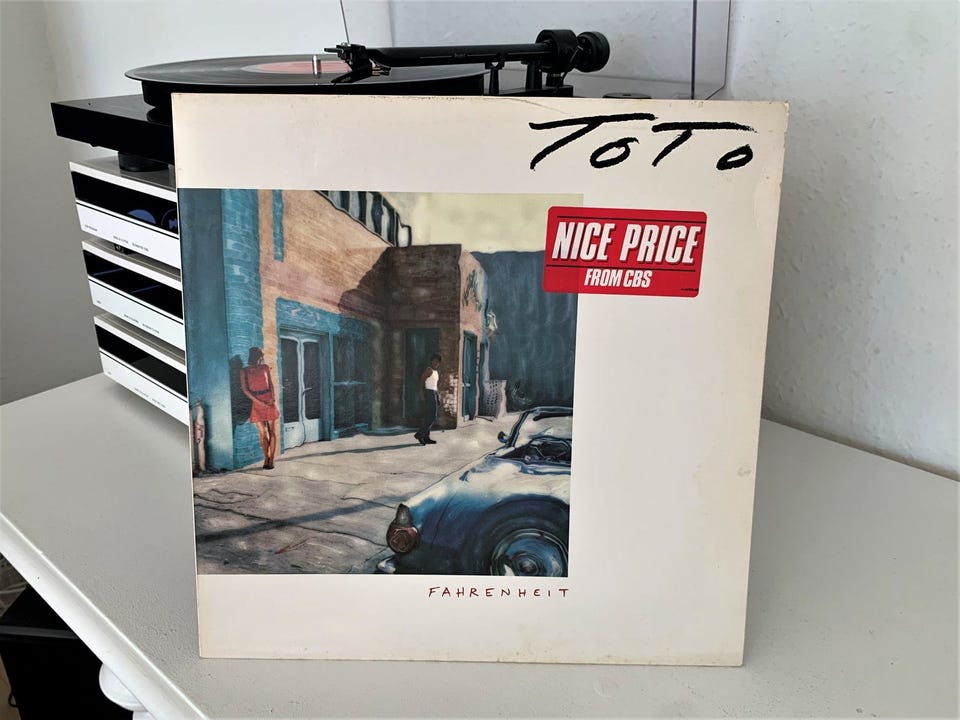 ToTo
NICE PRICE
FROM CBS
FAHRENHEIT